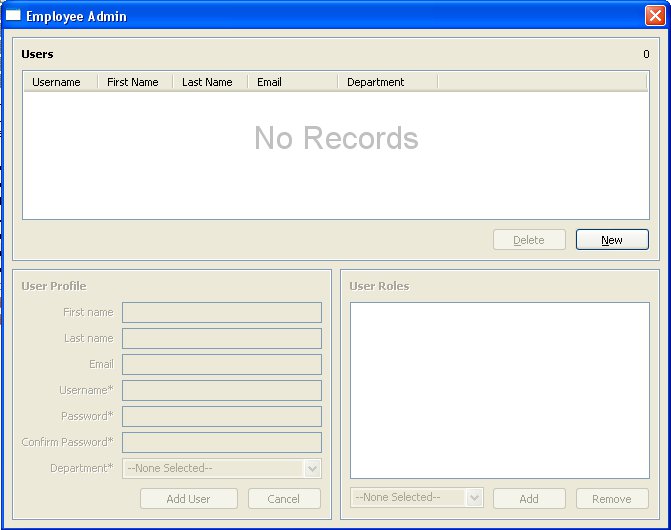 Employee Admin
Users 0
Username First Name Last Name Email Department
No Records
Delete New
User Profile
First name
Last name
Email
Username*
Password*
Confirm Password*
Department* --None Selected--
Add User Cancel
User Roles
--None Selected-- Add Remove